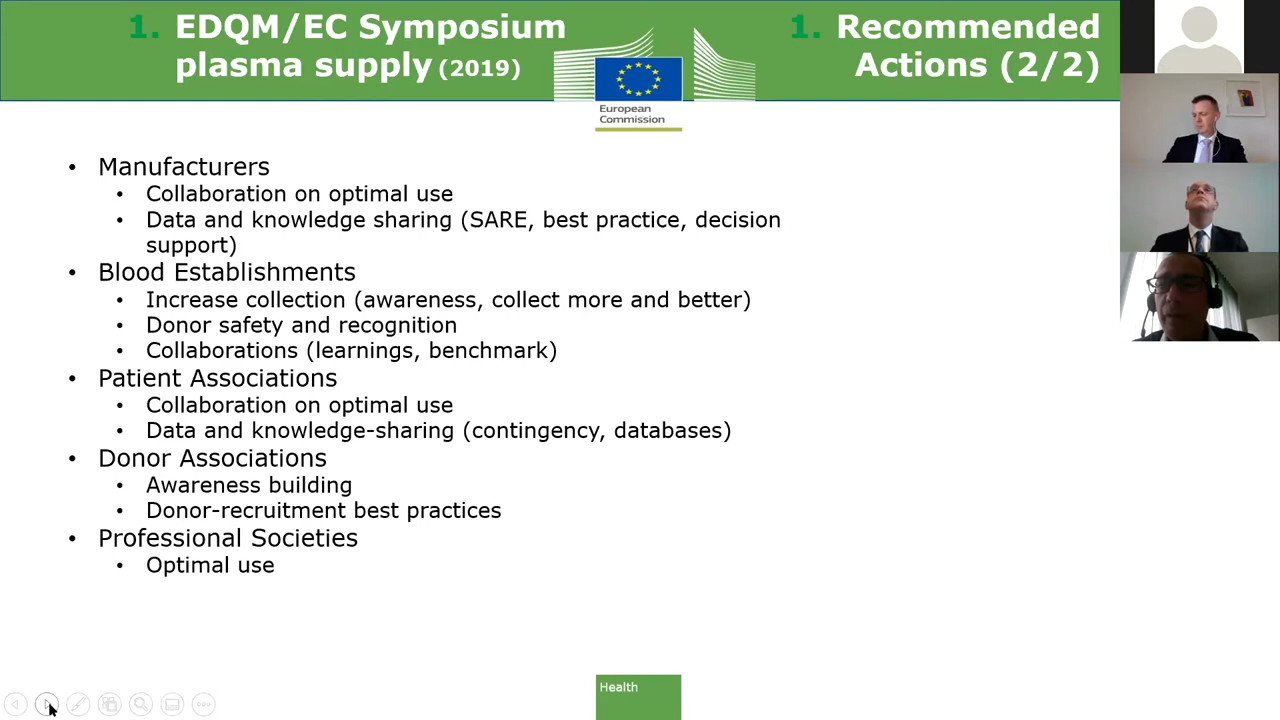 1. EDQM/EC Symposium
plasma supply (2019)
1. Recommended
Actions (2/2)
European
Commission
• Manufacturers
• Collaboration on optimal use
• Data and knowledge sharing (SARE, best practice, decision
support)
• Blood Establishments
• Increase collection (awareness, collect more and better)
• Donor safety and recognition
• Collaborations (learnings, benchmark)
• Patient Associations
• Collaboration on optimal use
• Data and knowledge-sharing (contingency, databases)
• Donor Associations
• Awareness building
• Donor-recruitment best practices
• Professional Societies
• Optimal use
Health